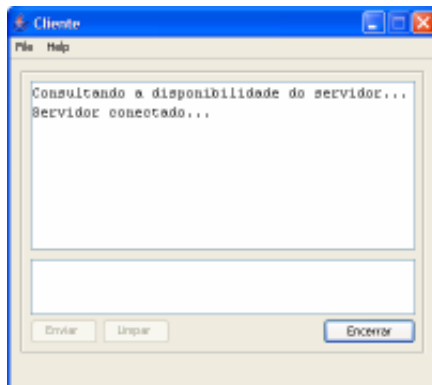 Cliente
File Help
Consultando a disponibilidade do servidor...
Servidor conectado...
Enviar Limpar Encerrar